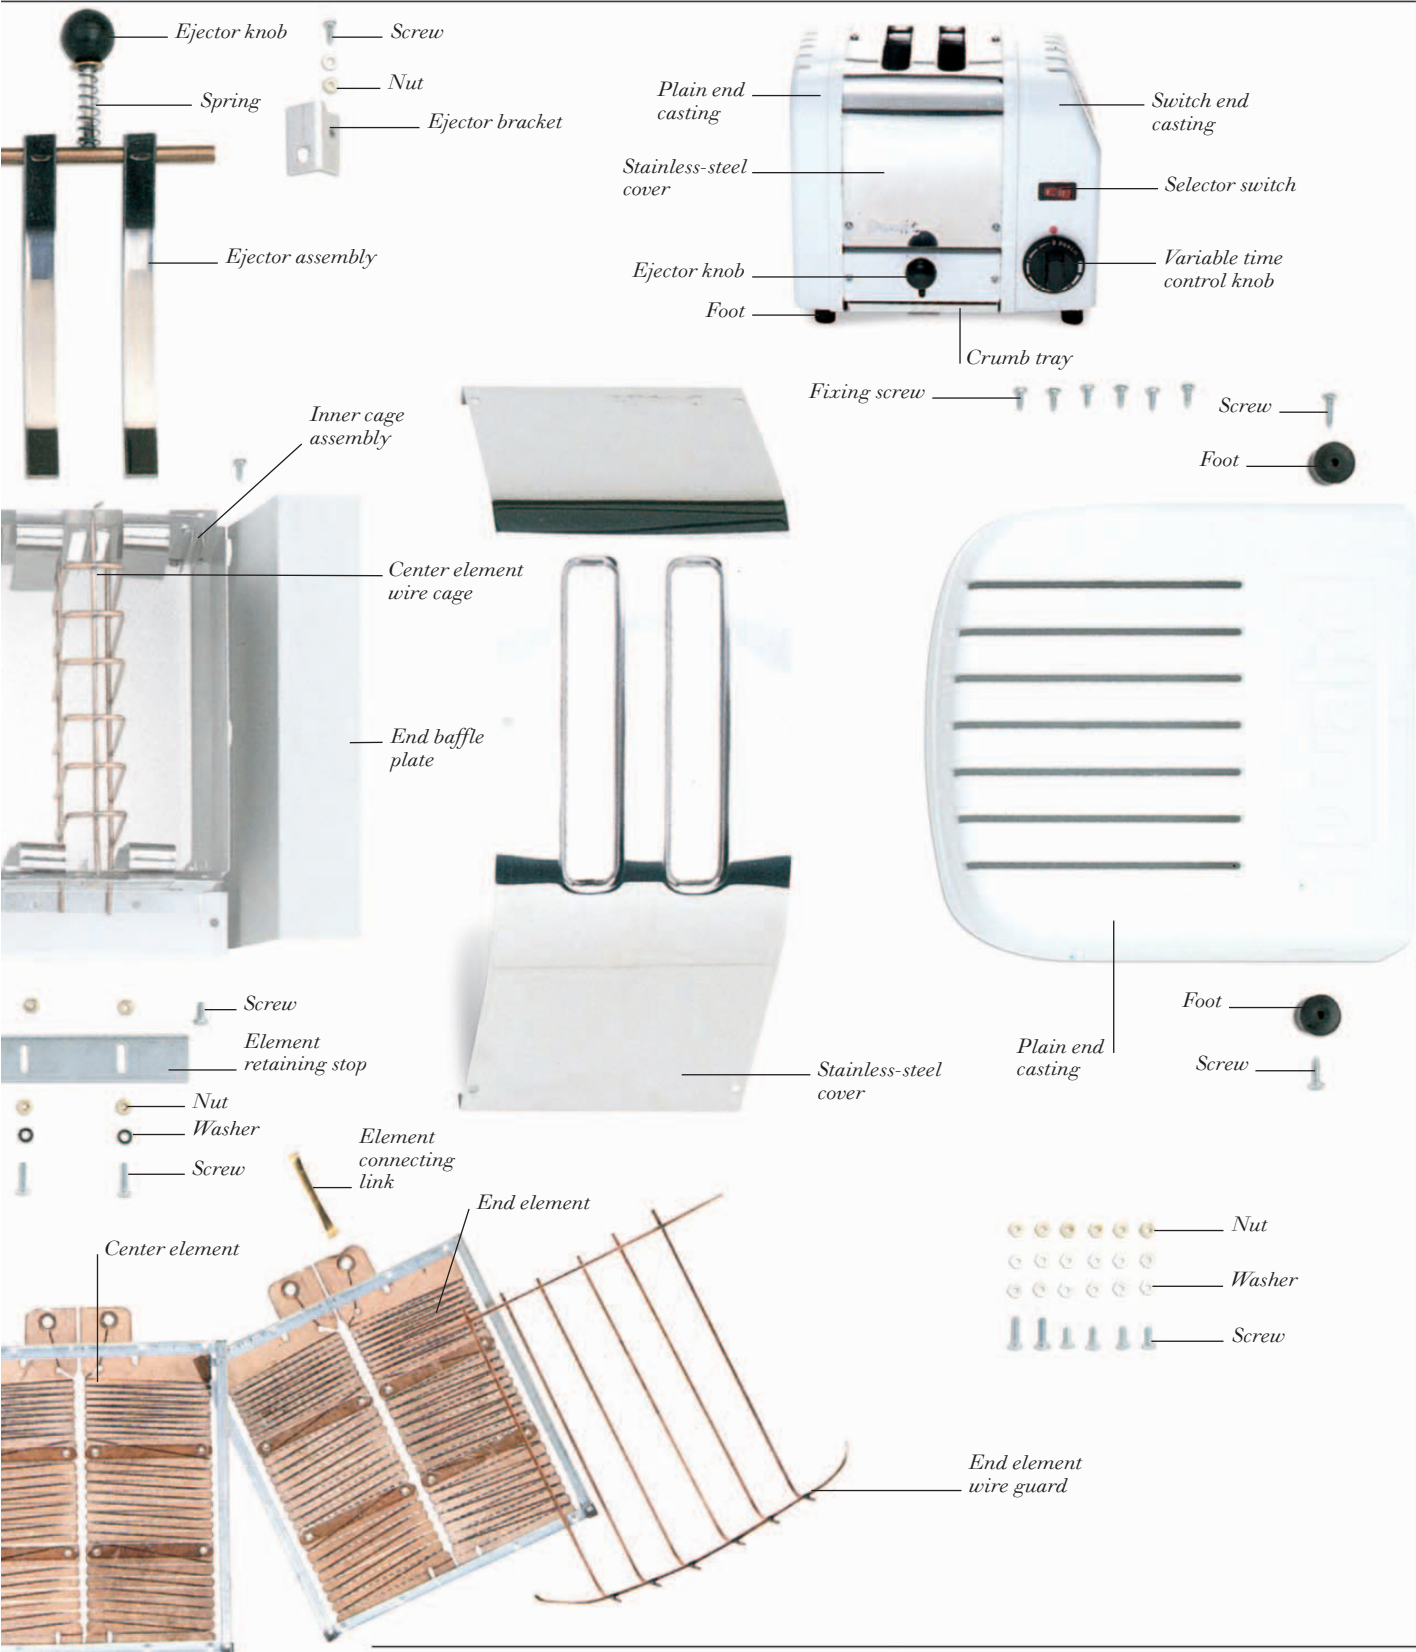 Ejector knob
Screw
Nut
Spring
Ejector bracket
Plain end
casting
Switch end
casting
Stainless-steel
cover
Selector switch
Ejector assembly
Ejector knob
Variable time
control knob
Foot
Crumb tray
Fixing screw
Screw
Inner cage
assembly
Foot
Center element
wire cage
End baffle
plate
Screw
Foot
Element
retaining stop
Plain end
casting
Screw
Stainless-steel
cover
Nut
Washer
Element
connecting
link
Screw
End element
Nut
Center element
Washer
Screw
End element
wire guard